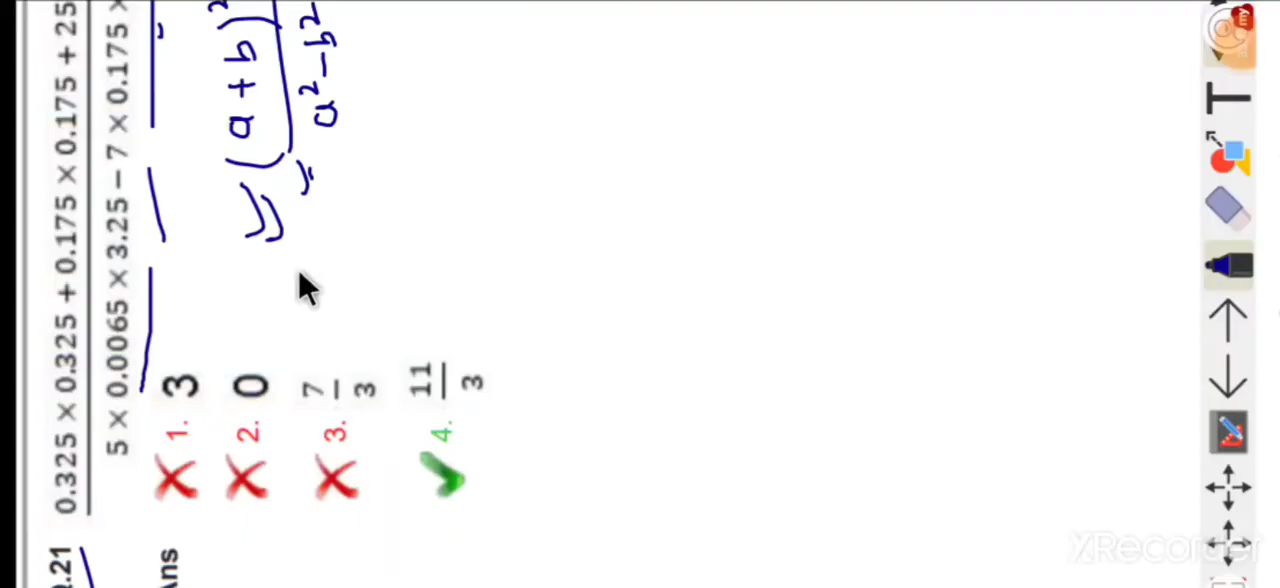 Q.21 0.325 × 0.325 + 0.175 × 0.175 + 25
5 × 0.0065 × 3.25 − 7 × 0.175 ×
Ans
1. 3
2. 0
3. 7
3
4. 11
3
(a + b)²
a² − b²
T
my
XRecorder